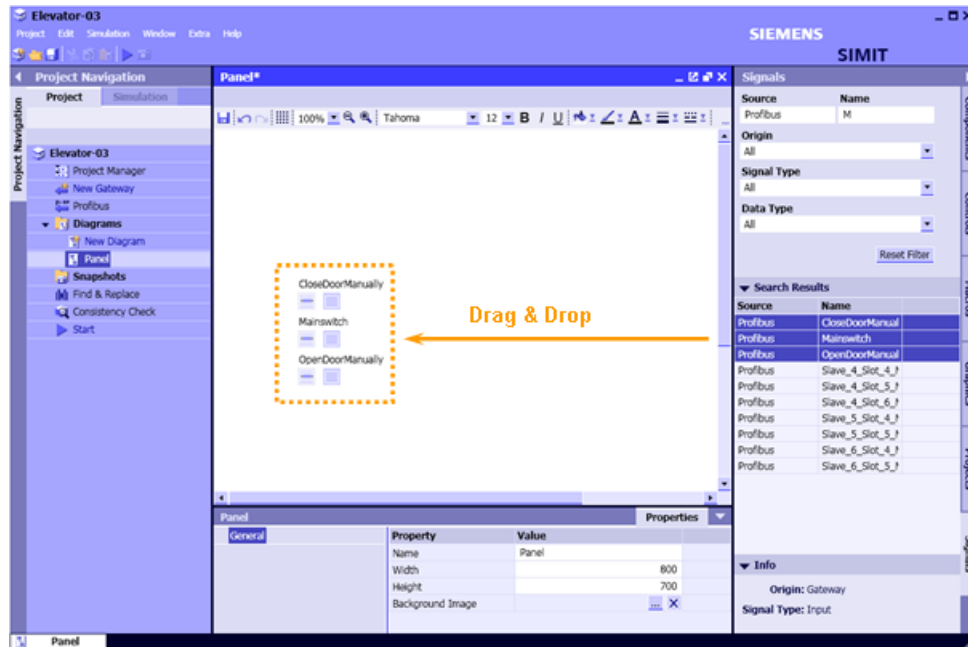 Elevator-03
Project Edit Simulation Window Extra Help
SIEMENS
SIMIT
Project Navigation
Project Simulation
Project Navigation
Elevator-03
Project Manager
New Gateway
Profibus
Diagrams
New Diagram
Panel
Snapshots
Find & Replace
Consistency Check
Start
Panel*
100% Tahoma 12 B I U A
CloseDoorManually
Mainswitch
OpenDoorManually
Drag & Drop
Panel Properties
General
Property Value
Name Panel
Width 800
Height 700
Background Image ...
Signals
Source Name
Profibus M
Origin
All
Signal Type
All
Data Type
All
Reset Filter
Search Results
Source Name
Profibus CloseDoorManual
Profibus Mainswitch
Profibus OpenDoorManual
Profibus Slave_4_Slot_4_
Profibus Slave_4_Slot_5_
Profibus Slave_4_Slot_6_
Profibus Slave_5_Slot_4_
Profibus Slave_5_Slot_5_
Profibus Slave_6_Slot_4_
Profibus Slave_6_Slot_5_
Info
Origin: Gateway
Signal Type: Input
Panel